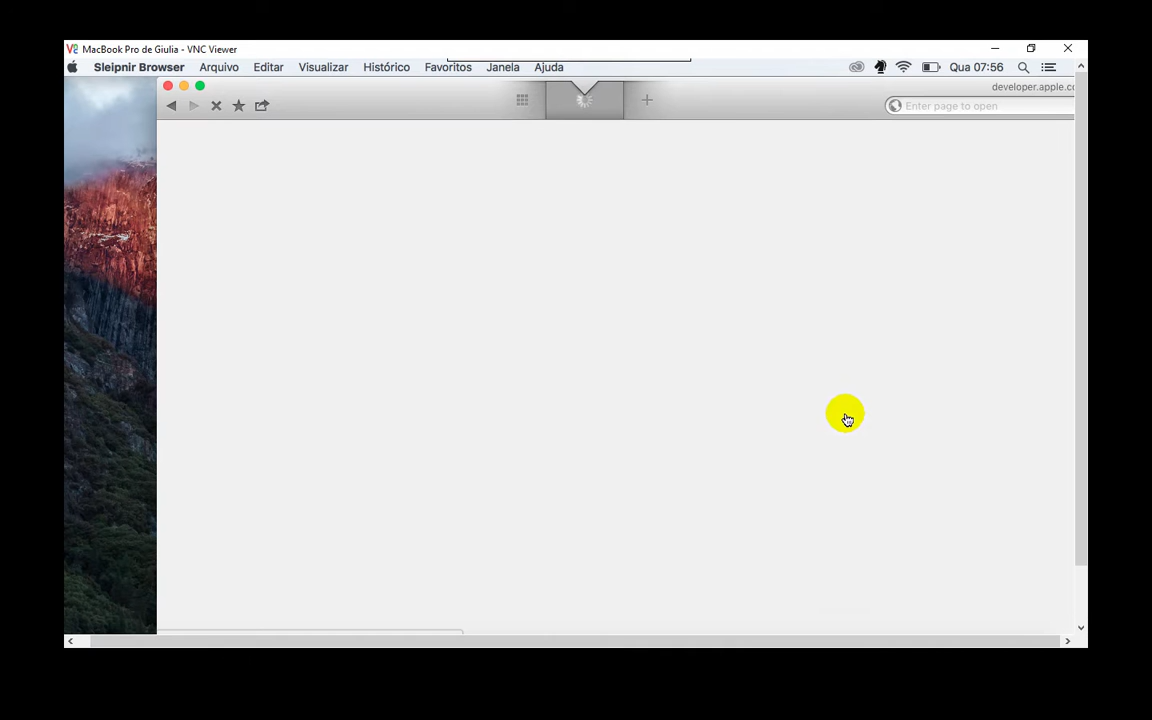 MacBook Pro de Giulia - VNC Viewer
Sleipnir Browser Arquivo Editar Visualizar Histórico Favoritos Janela Ajuda Qua 07:56
developer.apple.co
Enter page to open